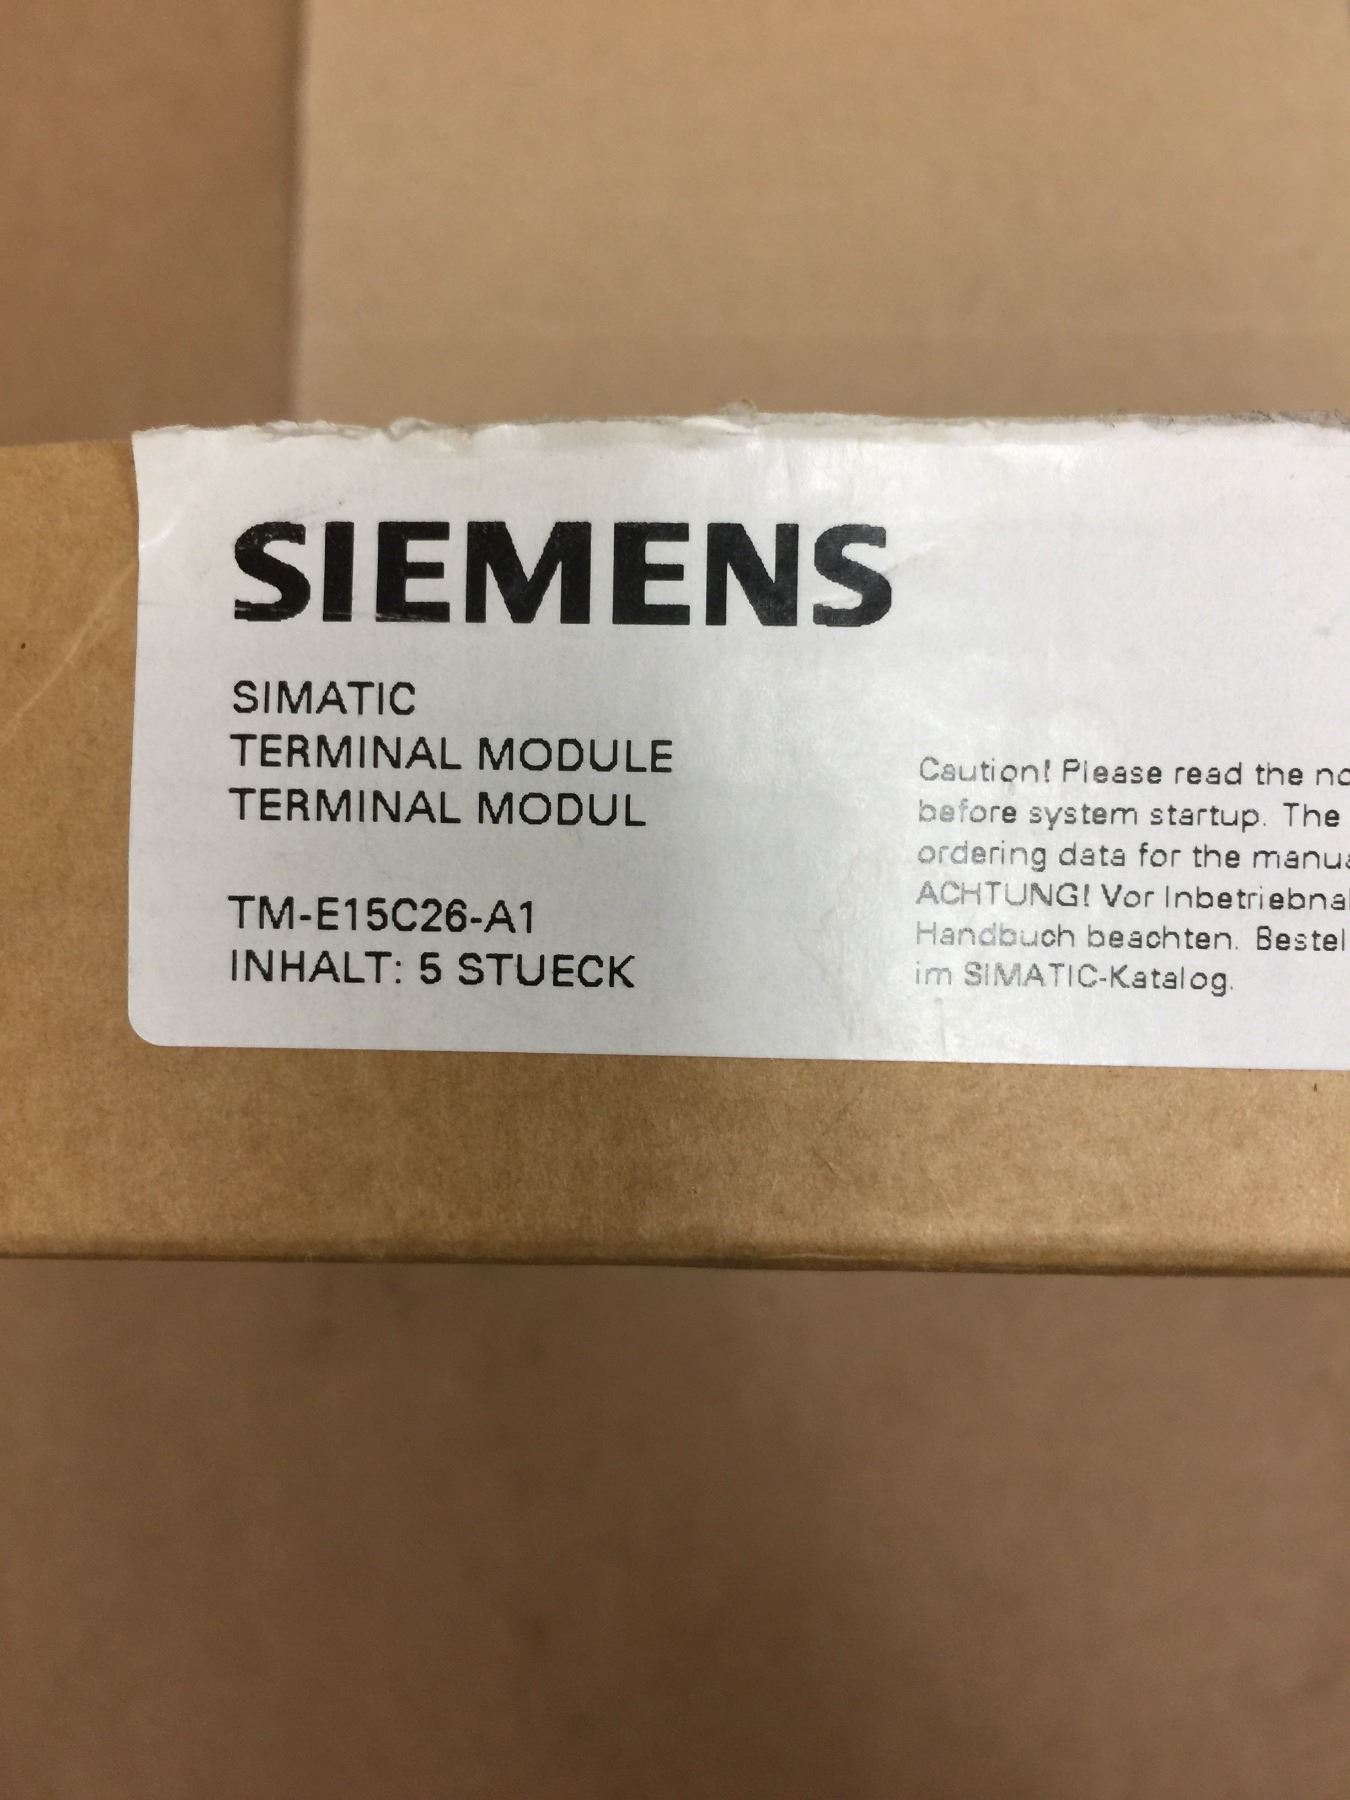 SIEMENS
SIMATIC
TERMINAL MODULE
TERMINAL MODUL
TM-E15C26-A1
INHALT: 5 STUECK
Caution! Please read the
before system startup. The
ordering data for the
ACHTUNG! Vor
Handbuch beachten.
im SIMATIC-Katalog.